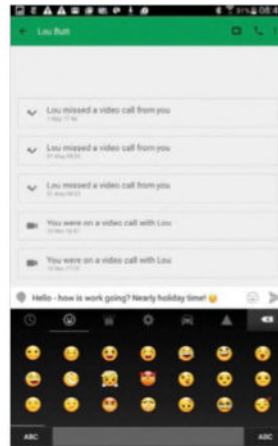 08:4
Lou Butt
Lou missed a video call from you
Lou missed a video call from you
Lou missed a video call from you
You were on a video call with Lou
You were on a video call with Lou
Hello - how is work going? Nearly holiday time!
ABC
ABC